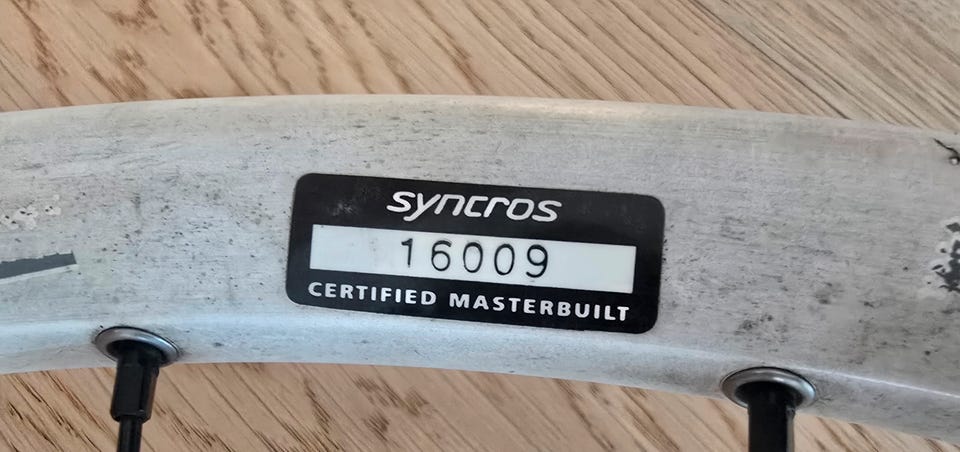 syncros
16009
CERTIFIED MASTERBUILT